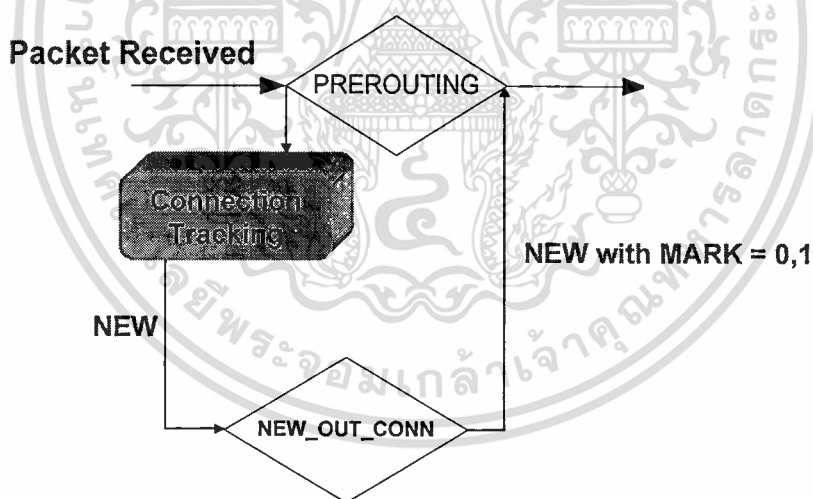 Packet Received
PREROUTING
Connection
Tracking
NEW with MARK = 0,1
NEW
NEW_OUT_CONN